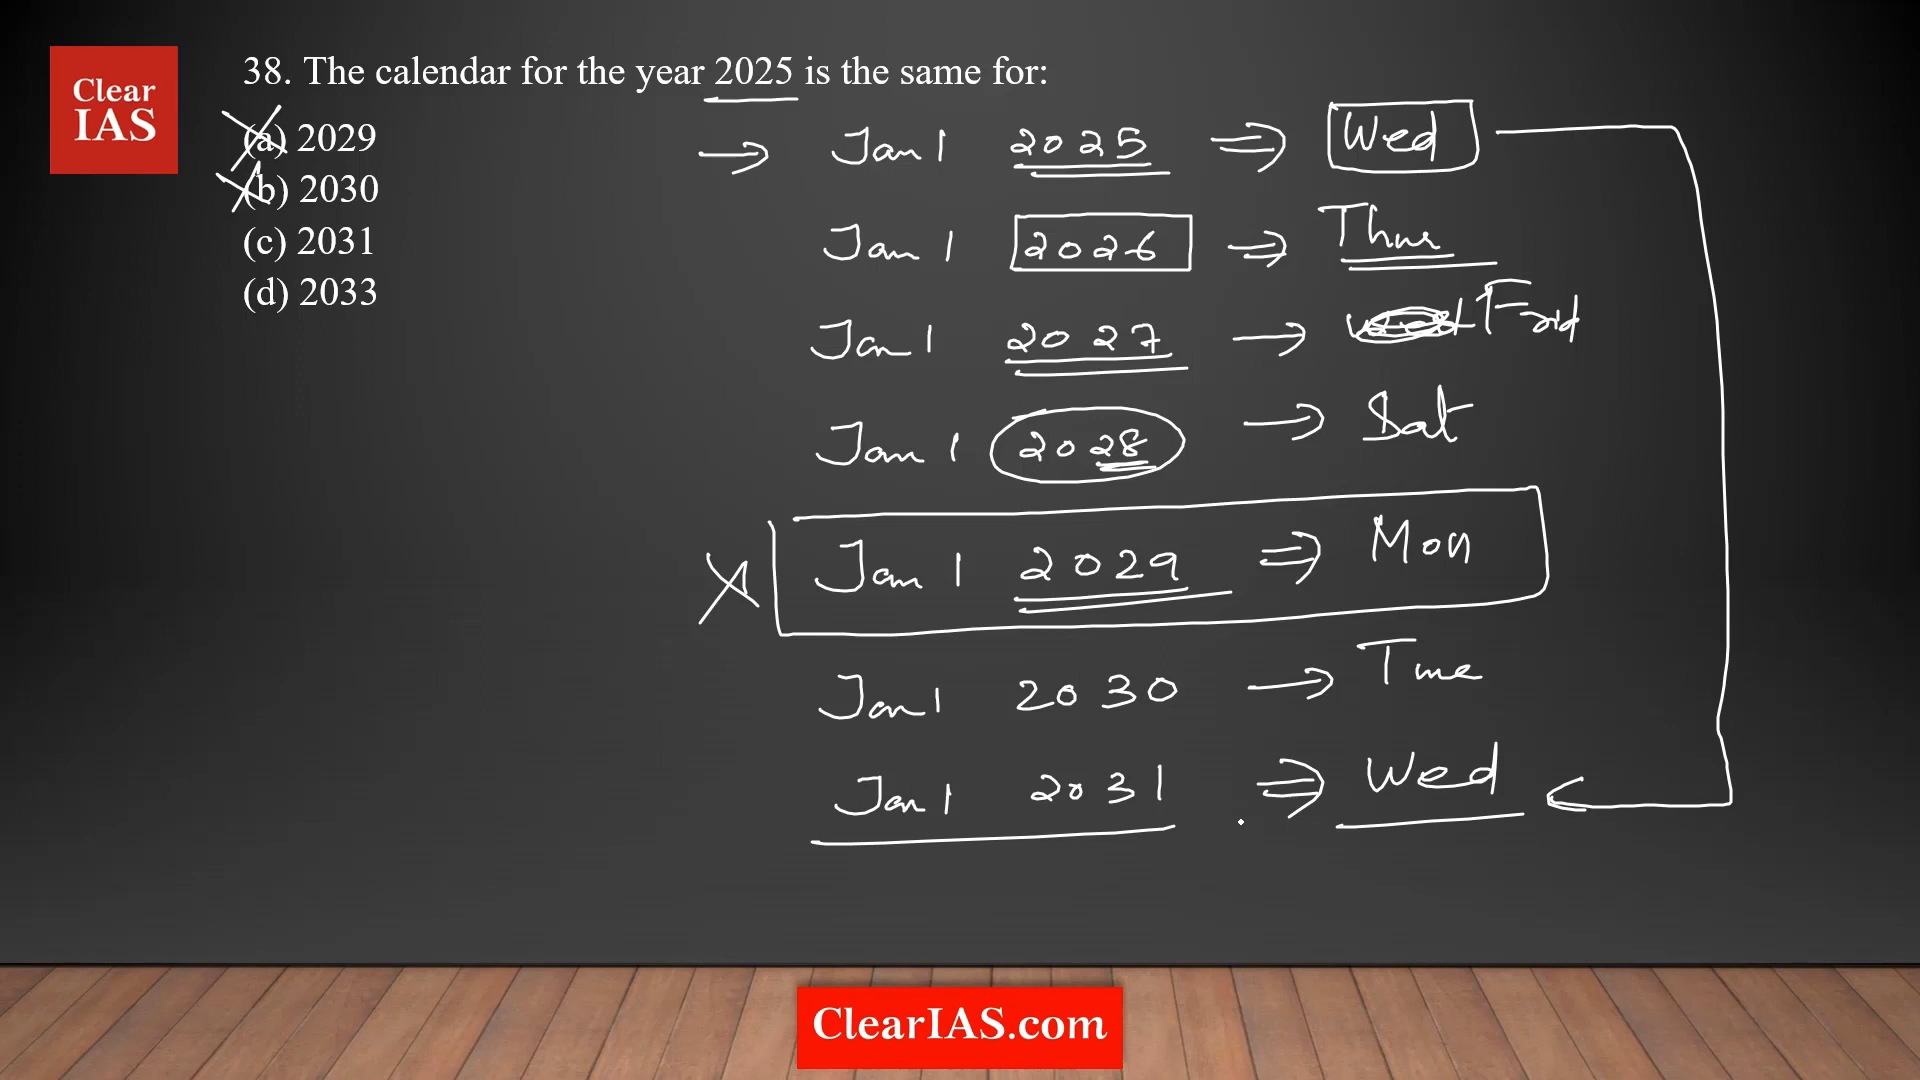 Clear
IAS
38. The calendar for the year 2025 is the same for:
(a) 2029
(b) 2030
(c) 2031
(d) 2033
→ Jan 1 2025 ⇒ Wed
Jan 1 2026 ⇒ Thur
Jan 1 2027 → Frid
Jan 1 2028 → Sat
Jan 1 2029 ⇒ Mon
Jan 1 2030 → Tue
Jan 1 2031 ⇒ Wed
ClearIAS.com